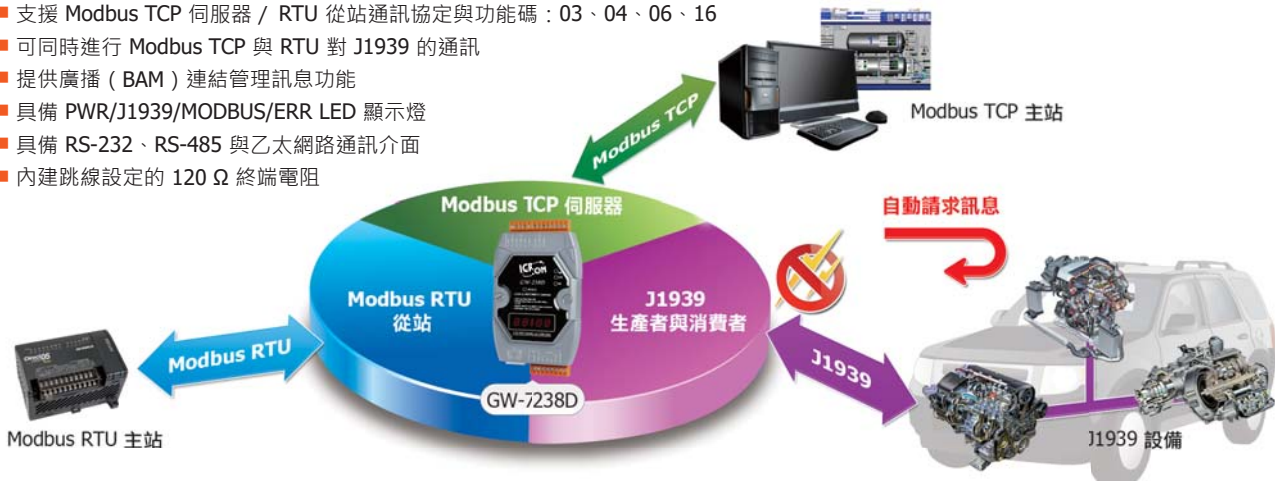 支援 Modbus TCP 伺服器 / RTU 從站通訊協定與功能碼：03、04、06、16
可同時進行 Modbus TCP 與 RTU 對 J1939 的通訊
提供廣播（BAM）連結管理訊息功能
具備 PWR/J1939/MODBUS/ERR LED 顯示燈
具備 RS-232、RS-485 與乙太網路通訊介面
內建跳線設定的 120 Ω 終端電阻
Modbus TCP
Modbus TCP 主站
Modbus TCP 伺服器
自動請求訊息
Modbus RTU
從站
J1939
生產者與消費者
Modbus RTU
J1939
GW-7238D
Modbus RTU 主站
J1939 設備